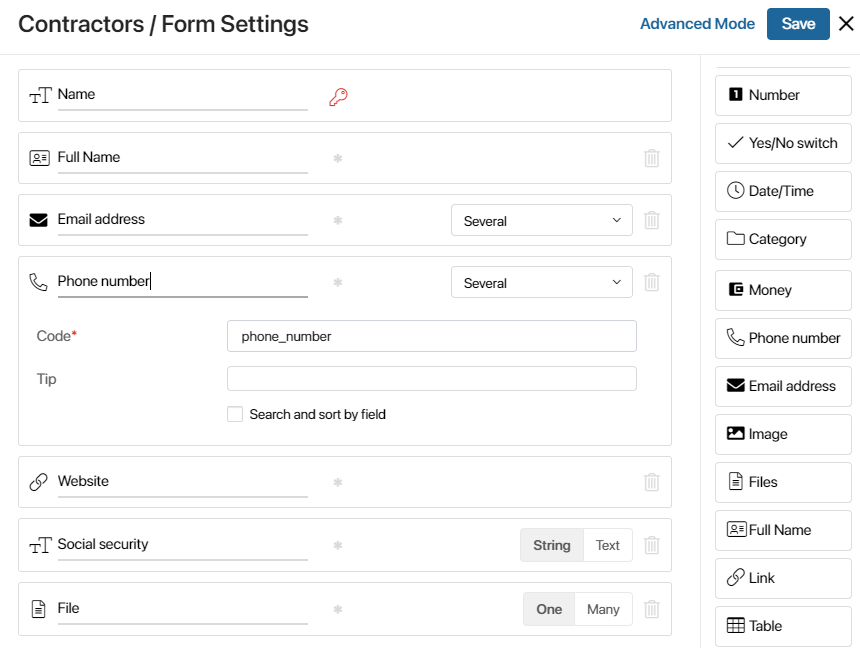 Contractors / Form Settings
Advanced Mode
Save
Name
Full Name
Email address
Several
Phone number
Several
Code*
phone_number
Tip
Search and sort by field
Website
Social security
String
Text
File
One
Many
Number
Yes/No switch
Date/Time
Category
Money
Phone number
Email address
Image
Files
Full Name
Link
Table